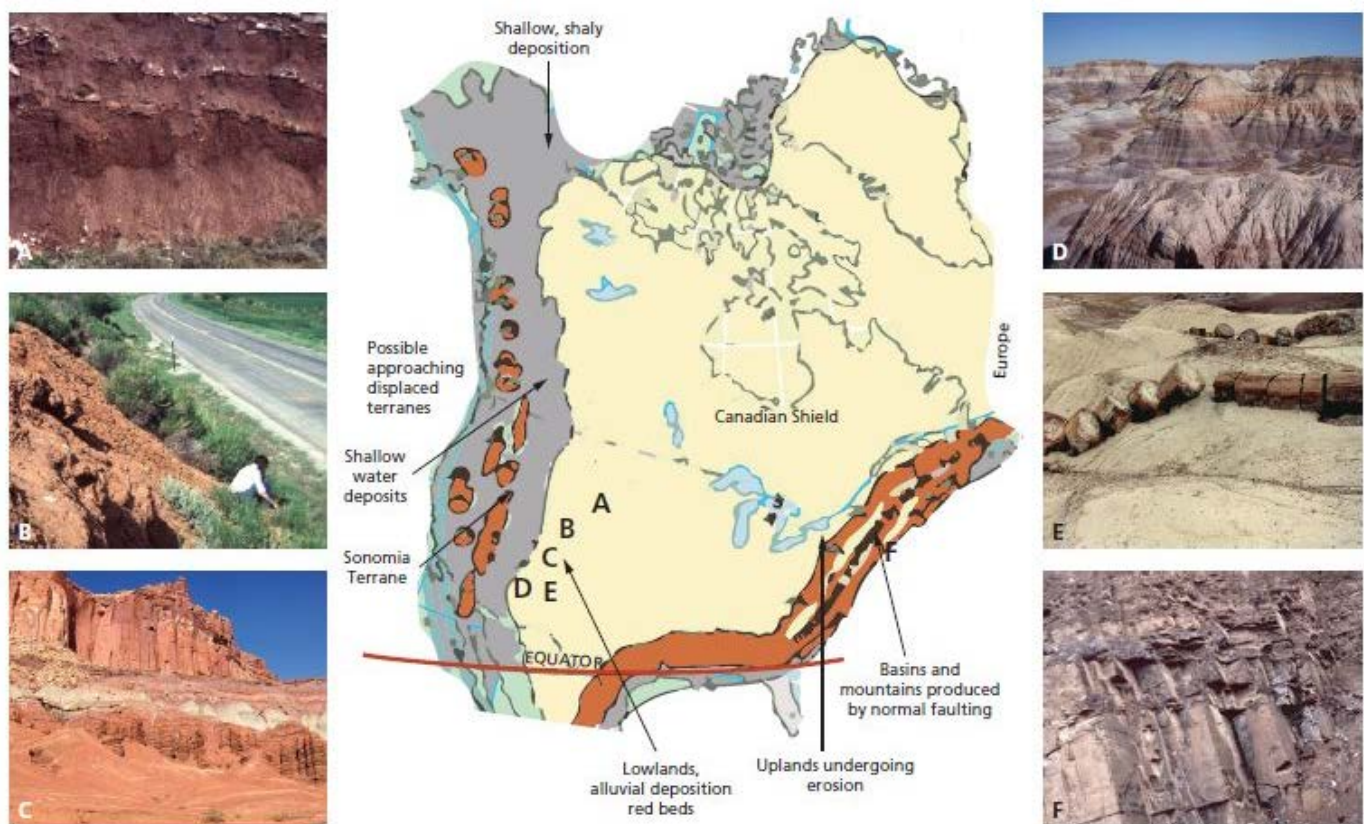 Shallow, shaly
deposition
A
D
Possible
approaching
displaced
terranes
Europe
Canadian Shield
Shallow
water
deposits
A
B
C
D
E
F
B
E
Sonomia
Terrane
EQUATOR
Basins and
mountains produced
by normal faulting
Uplands undergoing
erosion
Lowlands,
alluvial deposition
red beds
C
F